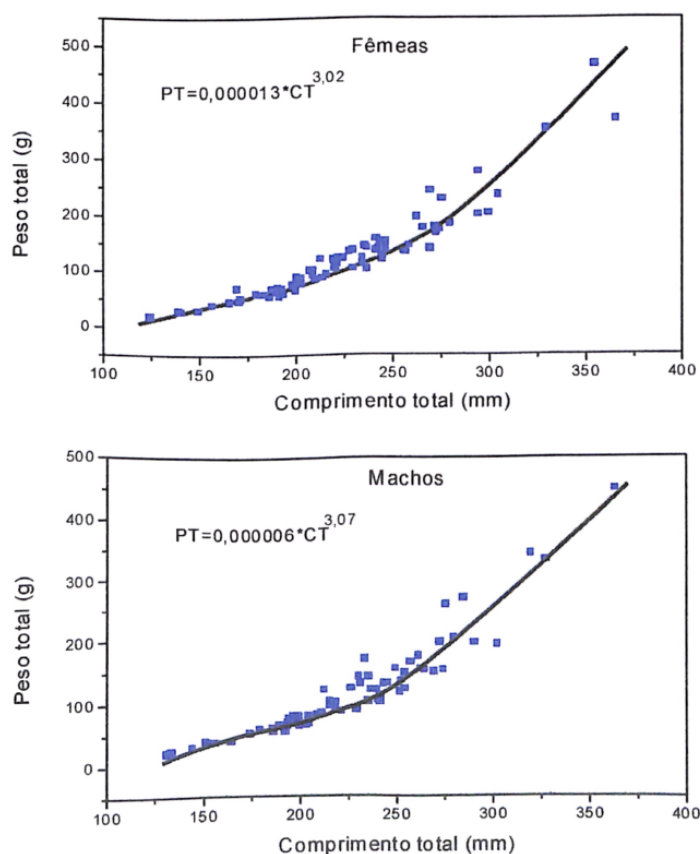 500
400
300
200
100
0
Peso total (g)
Fêmeas
PT=0,000013*CT^3,02
100 150 200 250 300 350 400
Comprimento total (mm)
500
400
300
200
100
0
Peso total (g)
Machos
PT=0,000006*CT^3,07
100 150 200 250 300 350 400
Comprimento total (mm)